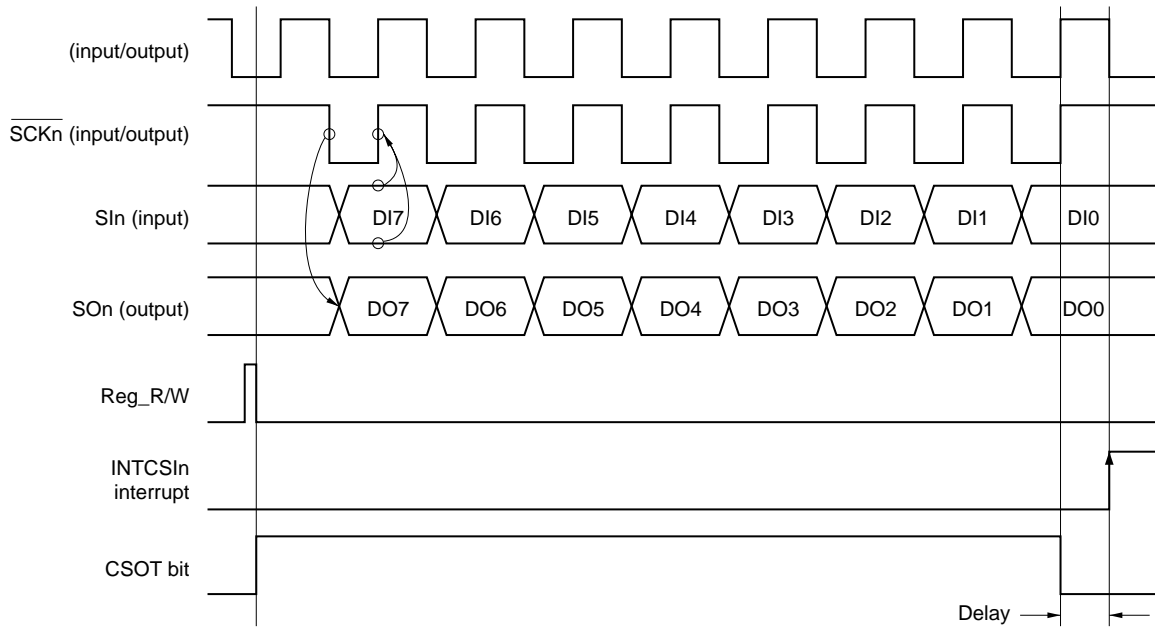 (input/output)
SCKn (input/output)
SIn (input)
DI7 DI6 DI5 DI4 DI3 DI2 DI1 DI0
SOn (output)
DO7 DO6 DO5 DO4 DO3 DO2 DO1 DO0
Reg_R/W
INTCSIn
interrupt
CSOT bit
Delay